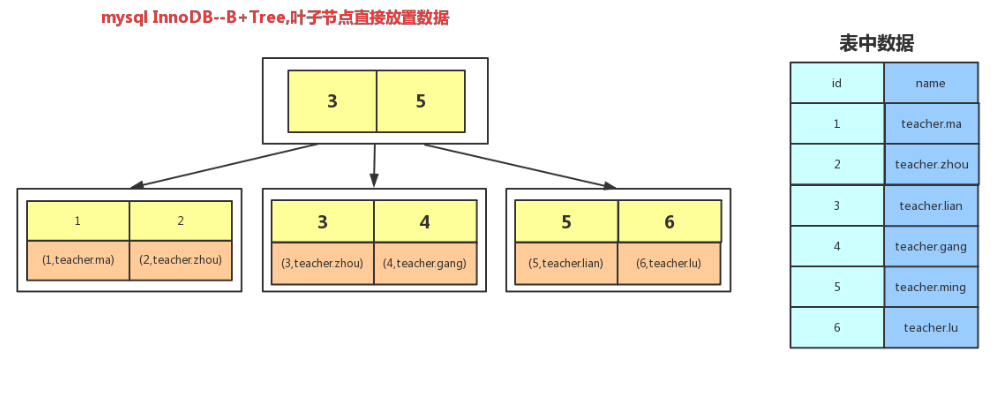 mysql InnoDB--B+Tree,叶子节点直接放置数据
表中数据
3 5
1 2
(1,teacher.ma) (2,teacher.zhou)
3 4
(3,teacher.zhou) (4,teacher.gang)
5 6
(5,teacher.lian) (6,teacher.lu)
id name
1 teacher.ma
2 teacher.zhou
3 teacher.lian
4 teacher.gang
5 teacher.ming
6 teacher.lu